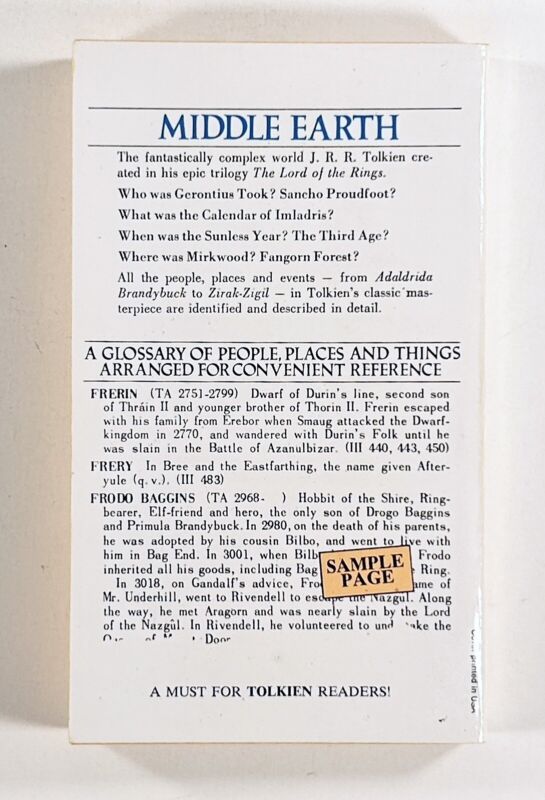 MIDDLE EARTH
The fantastically complex world J. R. R. Tolkien cre-
ated in his epic trilogy The Lord of the Rings.
Who was Gerontius Took? Sancho Proudfoot?
What was the Calendar of Imladris?
When was the Sunless Year? The Third Age?
Where was Mirkwood? Fangorn Forest?
All the people, places and events — from Adaldrida
Brandybuck to Zirak-Zigil — in Tolkien's classic mas-
terpiece are identified and described in detail.
A GLOSSARY OF PEOPLE, PLACES AND THINGS
ARRANGED FOR CONVENIENT REFERENCE
FRERIN (TA 2751-2799) Dwarf of Durin's line, second son
of Thráin II and younger brother of Thorin II. Frerin escaped
with his family from Erebor when Smaug attacked the Dwarf-
kingdom in 2770, and wandered with Durin's Folk until he
was slain in the Battle of Azanulbizar. (III 440, 443, 450)
FRERY In Bree and the Eastfarthing, the name given After-
yule (q. v.). (III 483)
FRODO BAGGINS (TA 2968- ) Hobbit of the Shire, Ring-
bearer, Elf-friend and hero, the only son of Drogo Baggins
and Primula Brandybuck. In 2980, on the death of his parents,
he was adopted by his cousin Bilbo, and went to live with
him in Bag End. In 3001, when Bilb Frodo
inherited all his goods, including Bag Ring.
In 3018, on Gandalf's advice, Fro ame of
Mr. Underhill, went to Rivendell to escape the Nazgûl. Along
the way, he met Aragorn and was nearly slain by the Lord
of the Nazgûl. In Rivendell, he volunteered to und ke the
SAMPLE
PAGE
A MUST FOR TOLKIEN READERS!
printed in USA